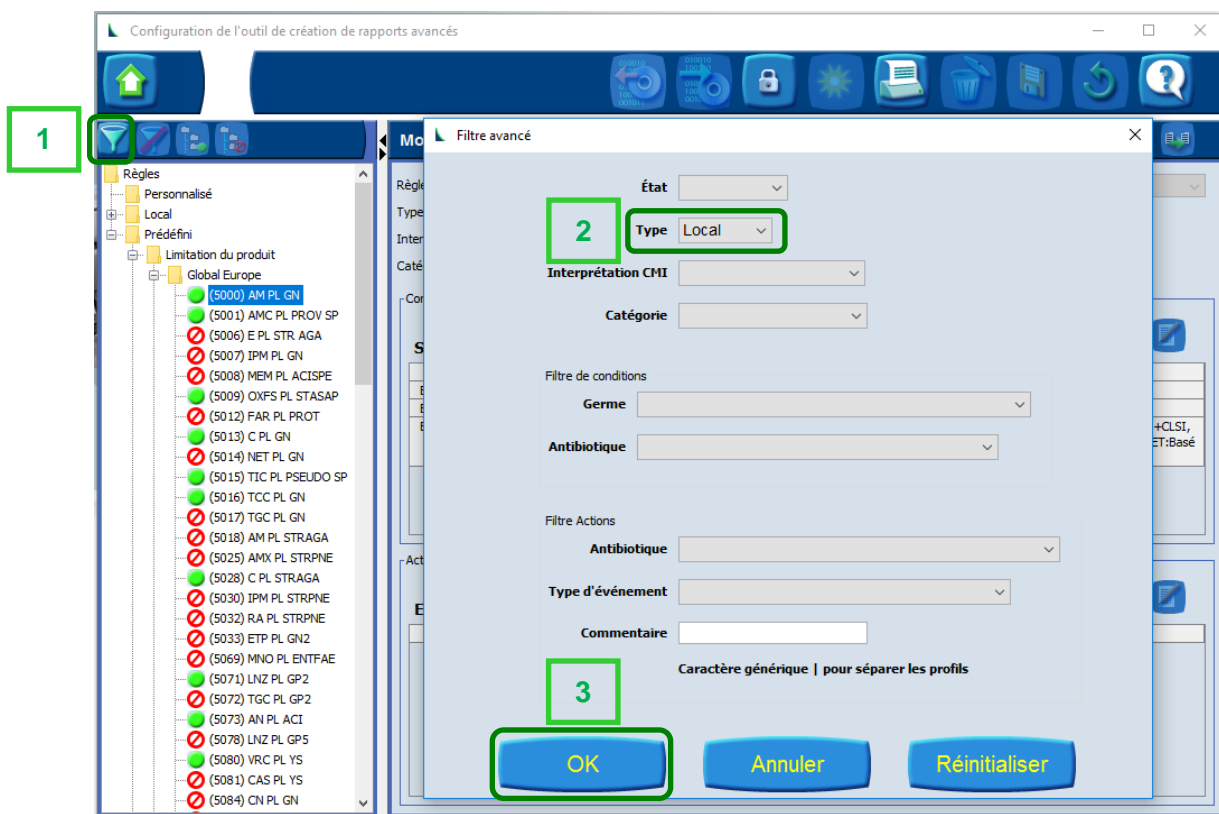 Configuration de l'outil de création de rapports avancés
1
Règles
Personnalisé
Local
Prédéfini
Limitation du produit
Global Europe
(5000) AM PL GN
(5001) AMC PL PROV SP
(5006) E PL STR AGA
(5007) IPM PL GN
(5008) MEM PL ACISPE
(5009) OXFS PL STASAP
(5012) FAR PL PROT
(5013) C PL GN
(5014) NET PL GN
(5015) TIC PL PSEUDO SP
(5016) TCC PL GN
(5017) TGC PL GN
(5018) AM PL STRAGA
(5025) AMX PL STRPNE
(5028) C PL STRAGA
(5030) IPM PL STRPNE
(5032) RA PL STRPNE
(5033) ETP PL GN2
(5069) MNO PL ENTFAE
(5071) LNZ PL GP2
(5072) TGC PL GP2
(5073) AN PL ACI
(5078) LNZ PL GP5
(5080) VRC PL YS
(5081) CAS PL YS
(5084) CN PL GN
Mo
Règle
Type
Inter
Caté
Con
S
E
E
E
Act
E
+CLSI,
ET:Basé
Filtre avancé
État
2
Type Local
Interprétation CMI
Catégorie
Filtre de conditions
Germe
Antibiotique
Filtre Actions
Antibiotique
Type d'événement
Commentaire
Caractère générique | pour séparer les profils
3
OK Annuler Réinitialiser